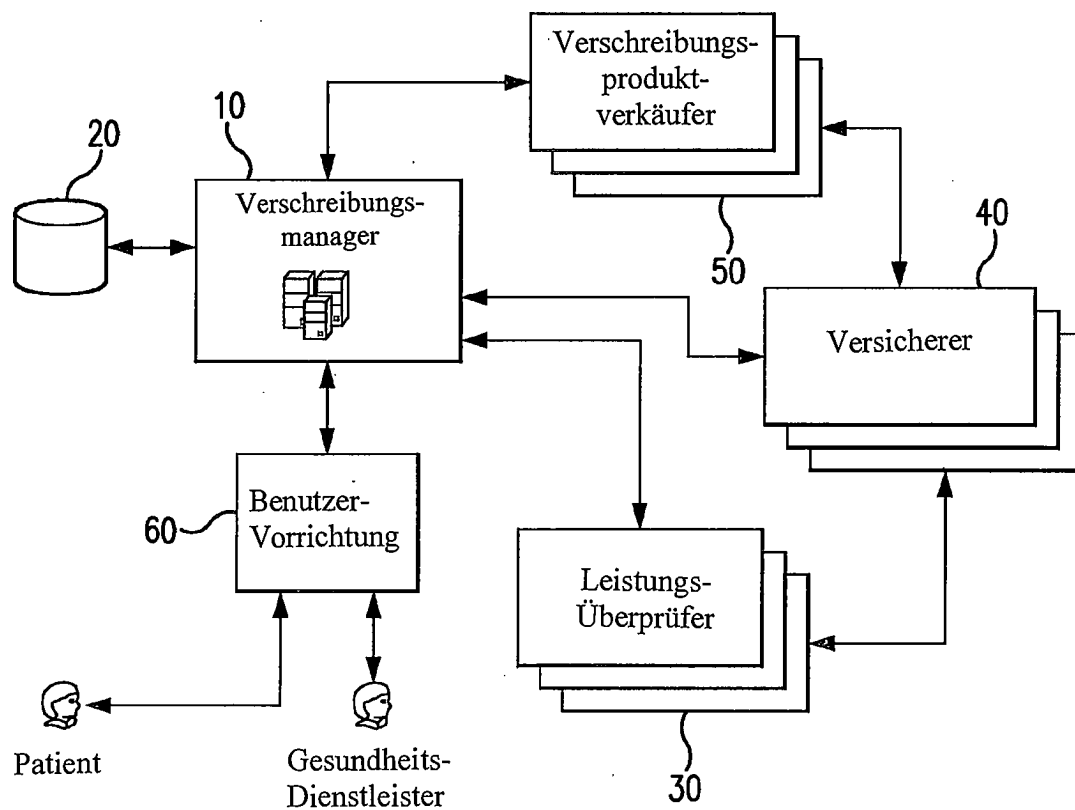 Verschreibungs-
produkt-
verkäufer
10
20
Verschreibungs-
manager
50
40
Versicherer
60
Benutzer-
Vorrichtung
Leistungs-
Überprüfer
Patient
Gesundheits-
Dienstleister
30